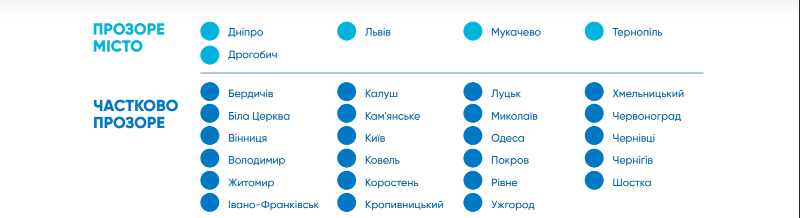 ПРОЗОРЕ
МІСТО
Дніпро Львів Мукачево Тернопіль
Дрогобич
ЧАСТКОВО
ПРОЗОРЕ
Бердичів Калуш Луцьк Хмельницький
Біла Церква Кам'янське Миколаїв Червоноград
Вінниця Київ Одеса Чернівці
Володимир Ковель Покров Чернігів
Житомир Коростень Рівне Шостка
Івано-Франківськ Кропивницький Ужгород